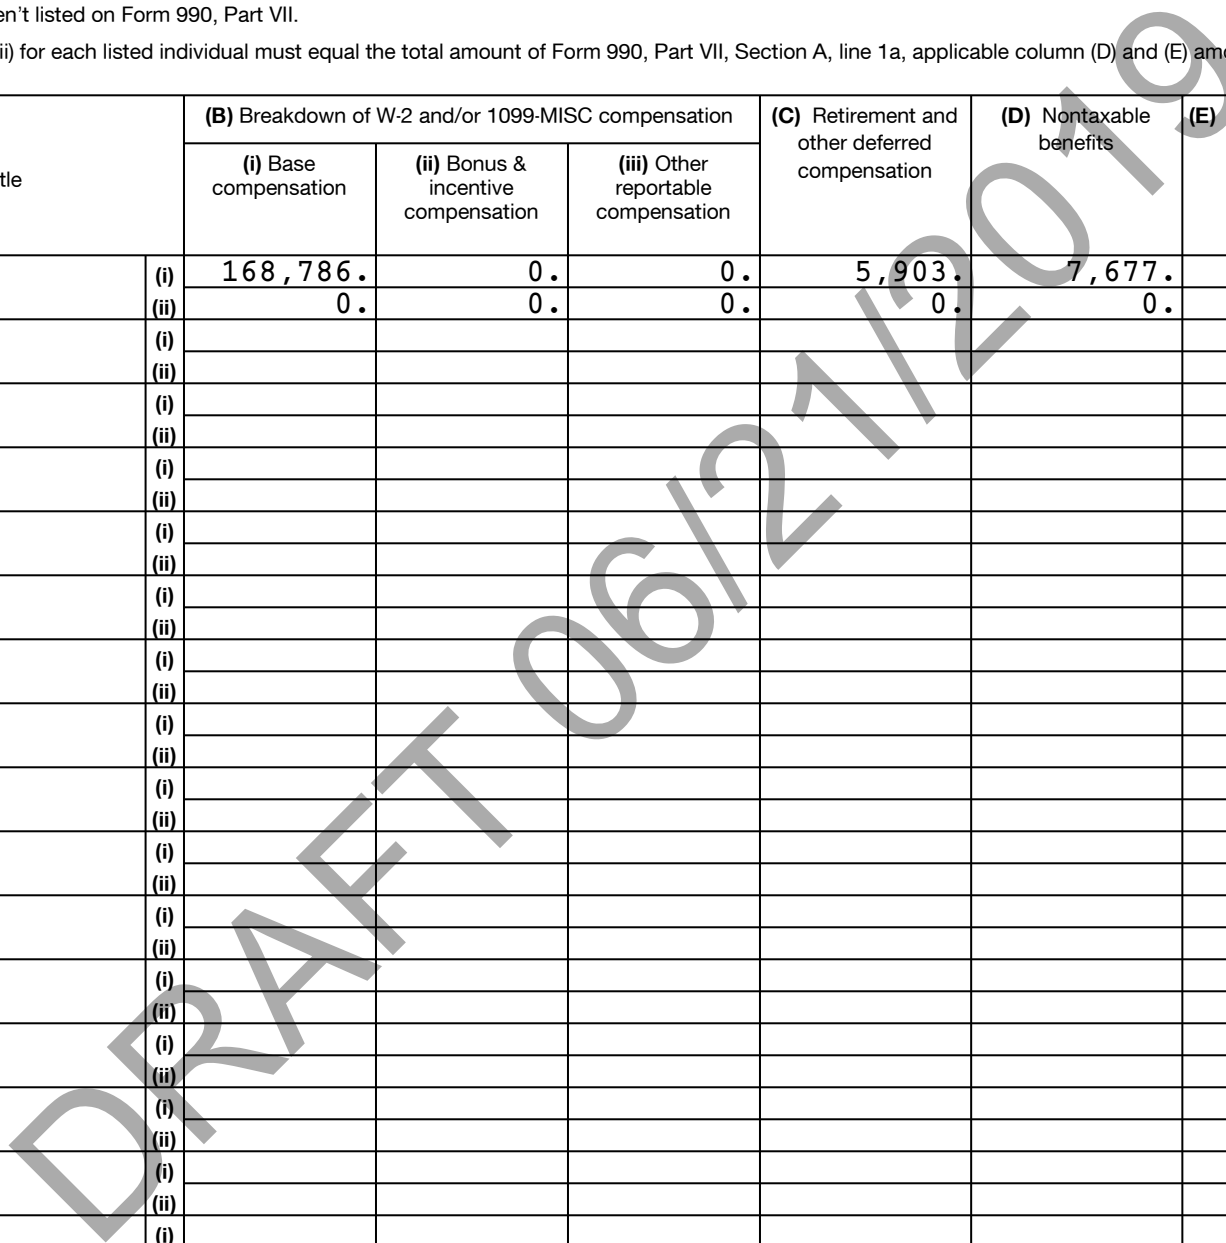 en't listed on Form 990, Part VII.
ii) for each listed individual must equal the total amount of Form 990, Part VII, Section A, line 1a, applicable column (D) and (E) amo
(B) Breakdown of W-2 and/or 1099-MISC compensation (C) Retirement and other deferred compensation (D) Nontaxable benefits (E)
tle (i) Base compensation (ii) Bonus & incentive compensation (iii) Other reportable compensation
(i) 168,786. 0. 0. 5,903. 7,677.
(ii) 0. 0. 0. 0. 0.
(i)
(ii)
(i)
(ii)
(i)
(ii)
(i)
(ii)
(i)
(ii)
(i)
(ii)
(i)
(ii)
(i)
(ii)
(i)
(ii)
(i)
(ii)
(i)
(ii)
(i)
(ii)
(i)
(ii)
(i)
(ii)
(i)
DRAFT 06/21/2019